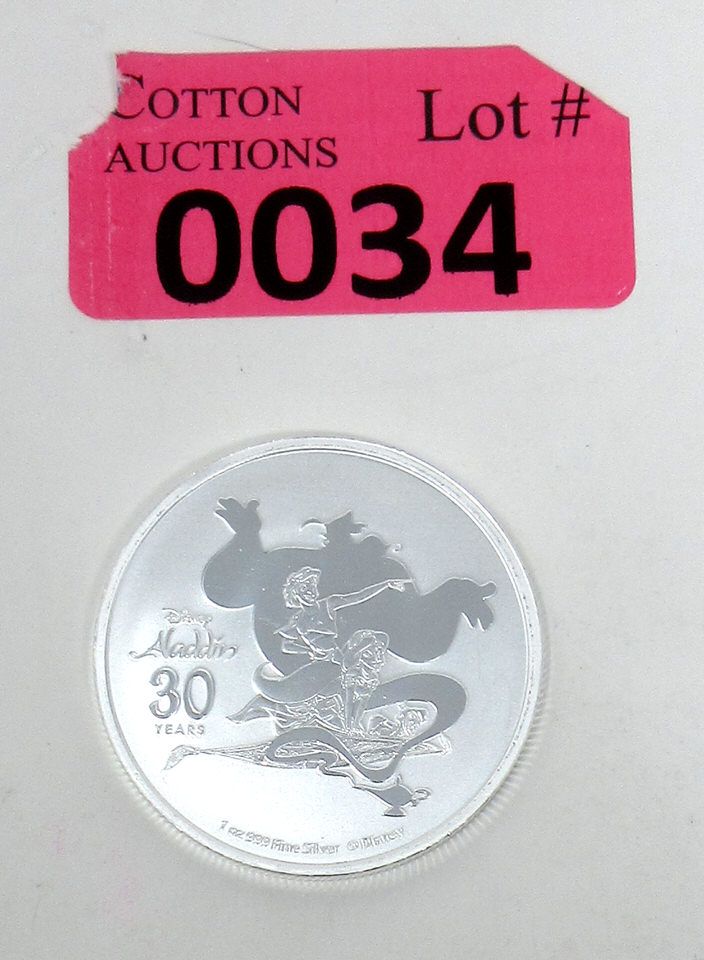 COTTON
AUCTIONS
Lot #
0034
Disney
Aladdin
30
YEARS
1 oz 999 Fine Silver ©Disney